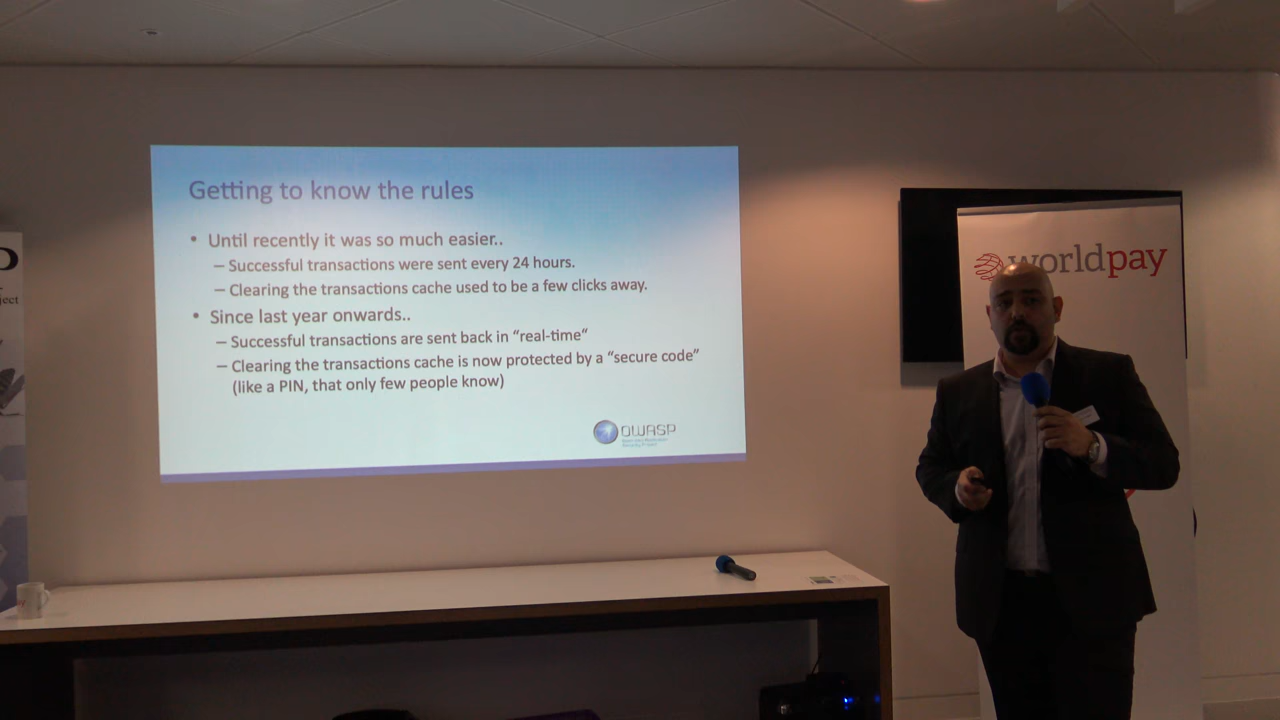 Getting to know the rules
• Until recently it was so much easier..
– Successful transactions were sent every 24 hours.
– Clearing the transactions cache used to be a few clicks away.
• Since last year onwards..
– Successful transactions are sent back in “real-time“
– Clearing the transactions cache is now protected by a “secure code”
(like a PIN, that only few people know)
OWASP
worldpay
P
ject